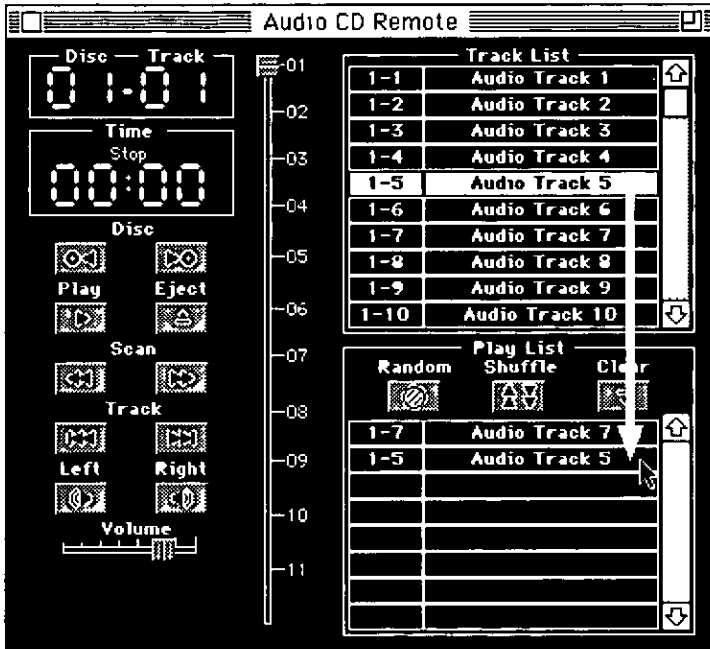 Audio CD Remote
Disc Track
01-01
Time
Stop
00:00
Disc
Play Eject
Scan
Track
Left Right
Volume
01
02
03
04
05
06
07
08
09
10
11
Track List
1-1 Audio Track 1
1-2 Audio Track 2
1-3 Audio Track 3
1-4 Audio Track 4
1-5 Audio Track 5
1-6 Audio Track 6
1-7 Audio Track 7
1-8 Audio Track 8
1-9 Audio Track 9
1-10 Audio Track 10
Play List
Random Shuffle Clear
1-7 Audio Track 7
1-5 Audio Track 5